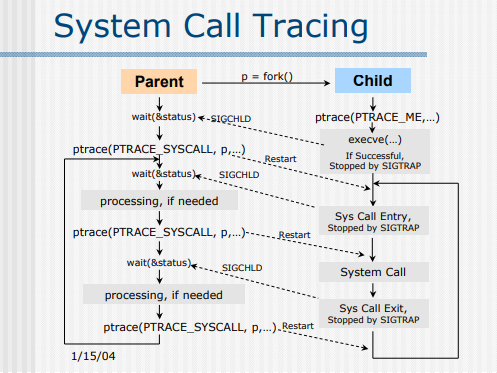 System Call Tracing
Parent
p = fork()
Child
wait(&status)
SIGCHLD
ptrace(PTRACE_ME,...)
execve(...)
If Successful,
Stopped by SIGTRAP
ptrace(PTRACE_SYSCALL, p,...)
Restart
wait(&status)
SIGCHLD
processing, if needed
Sys Call Entry,
Stopped by SIGTRAP
ptrace(PTRACE_SYSCALL, p,...)
Restart
wait(&status)
SIGCHLD
System Call
processing, if needed
Sys Call Exit,
Stopped by SIGTRAP
ptrace(PTRACE_SYSCALL, p,...)
Restart
1/15/04